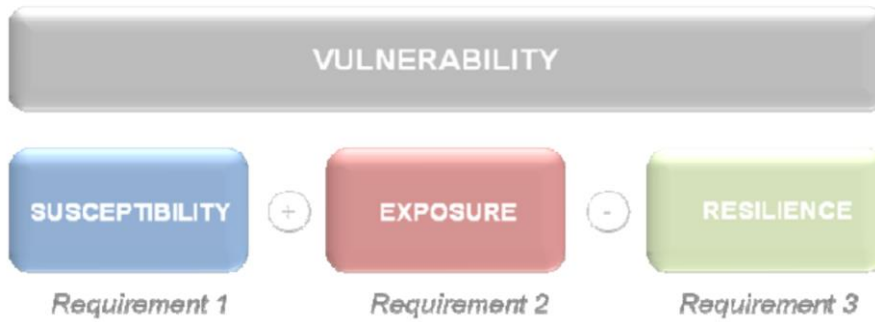 VULNERABILITY
SUSCEPTIBILITY + EXPOSURE - RESILIENCE
Requirement 1 Requirement 2 Requirement 3